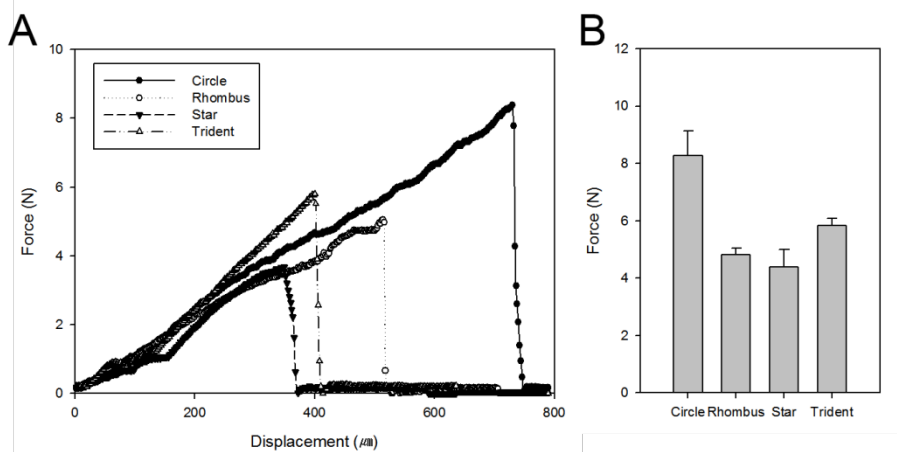 A
10
8
6
4
2
0
Force (N)
Circle
Rhombus
Star
Trident
0 200 400 600 800
Displacement (㎛)
B
12
10
8
6
4
2
0
Force (N)
Circle Rhombus Star Trident